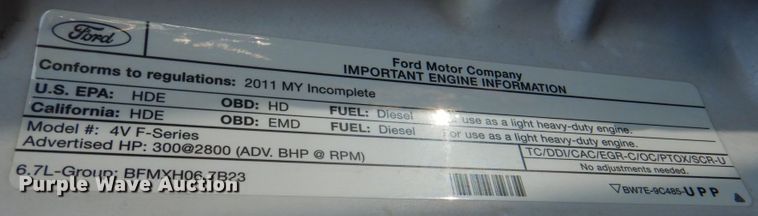 Ford
Ford Motor Company
IMPORTANT ENGINE INFORMATION
Conforms to regulations: 2011 MY Incomplete
U.S. EPA: HDE OBD: HD FUEL: Diesel For use as a light heavy-duty engine.
California: HDE OBD: EMD FUEL: Diesel For use as a light heavy-duty engine.
Model #: 4V F-Series
Advertised HP: 300@2800 (ADV. BHP @ RPM)
TC/DDI/CAC/EGR-C/OC/PTOX/SCR-U
No adjustments needed.
6.7L-Group: BFMXH06.7B23
BW7E-9C485-UPP
Purple Wave Auction